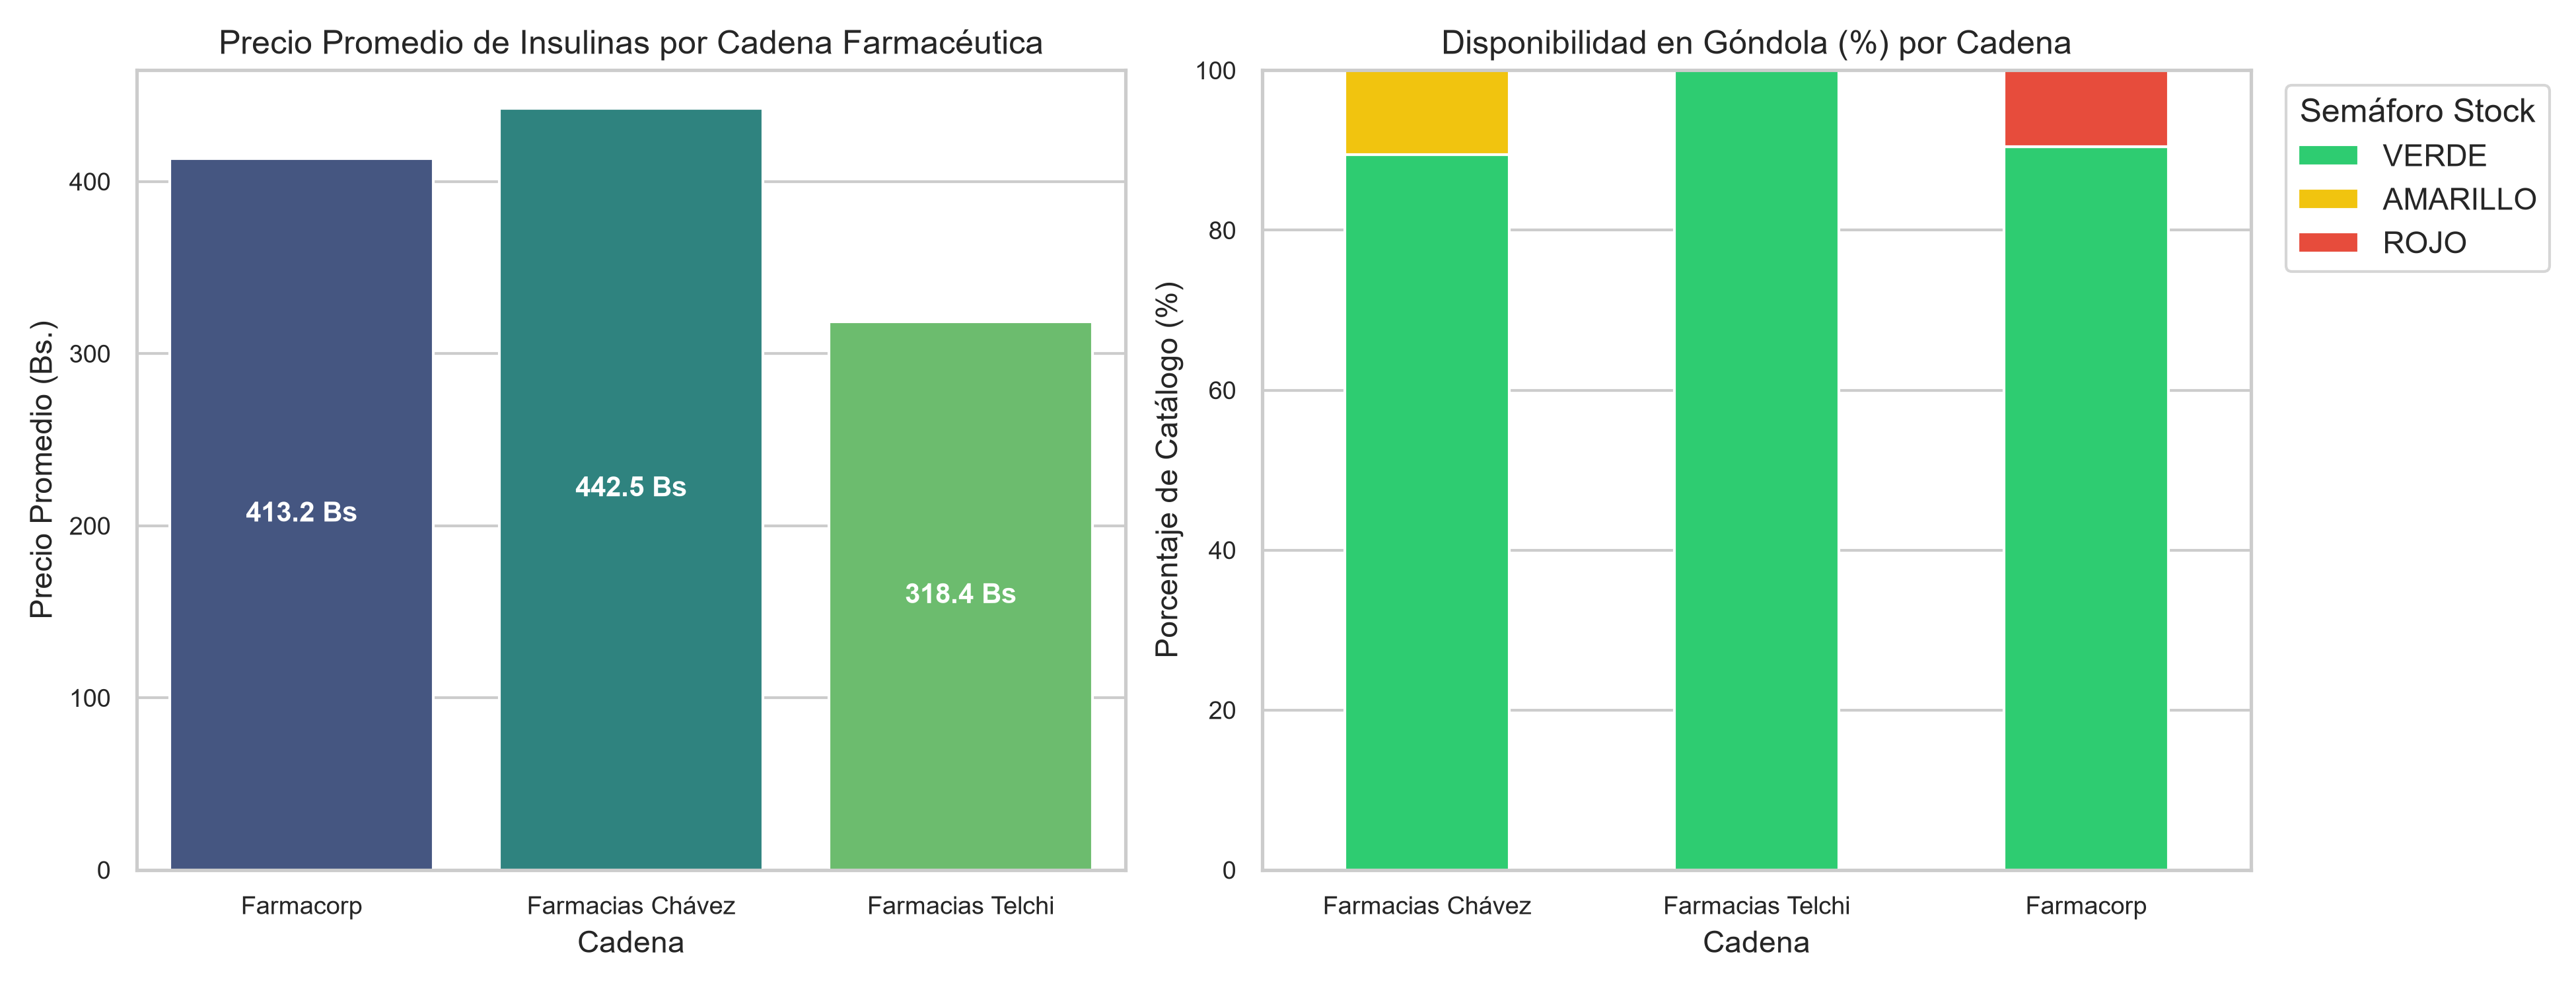 Precio Promedio de Insulinas por Cadena Farmacéutica
Precio Promedio (Bs.)
400
300
200
100
0
413.2 Bs
442.5 Bs
318.4 Bs
Farmacorp
Farmacias Chávez
Farmacias Telchi
Cadena
Disponibilidad en Góndola (%) por Cadena
Porcentaje de Catálogo (%)
100
80
60
40
20
0
Farmacias Chávez
Farmacias Telchi
Farmacorp
Cadena
Semáforo Stock
VERDE
AMARILLO
ROJO